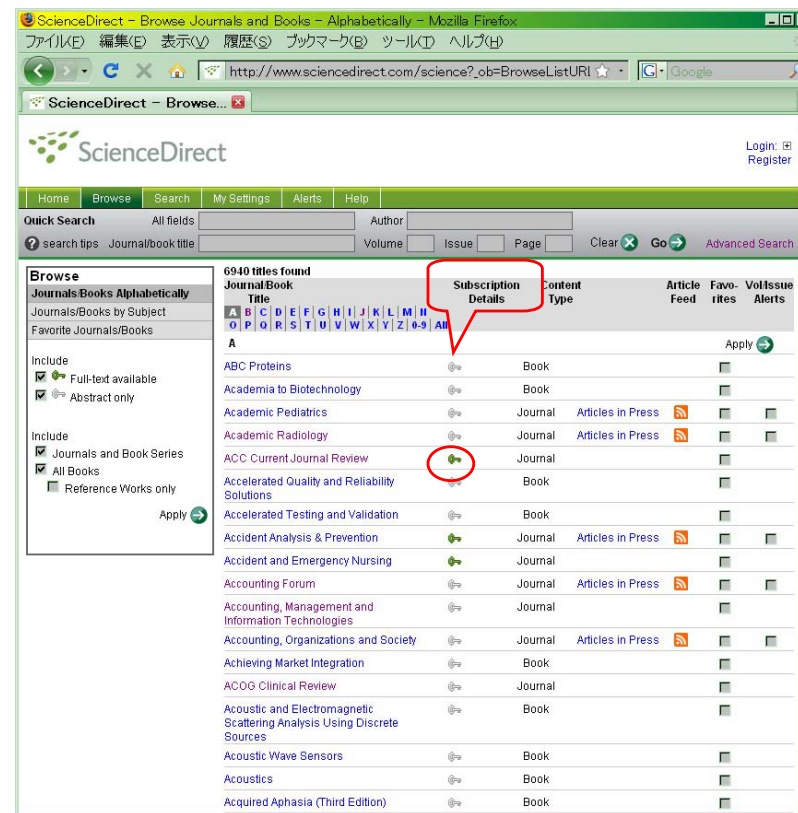 ScienceDirect - Browse Journals and Books - Alphabetically - Mozilla Firefox
ファイル(F) 編集(E) 表示(V) 履歴(S) ブックマーク(B) ツール(T) ヘルプ(H)
http://www.sciencedirect.com/science?_ob=BrowseListURl Google
ScienceDirect - Browse...
ScienceDirect
Login:
Register
Home Browse Search My Settings Alerts Help
Quick Search All fields Author
search tips Journal/book title Volume Issue Page Clear Go Advanced Search
Browse
Journals/Books Alphabetically
Journals/Books by Subject
Favorite Journals/Books
Include
Full-text available
Abstract only
Include
Journals and Book Series
All Books
Reference Works only
Apply
6940 titles found
Journal/Book Subscription Content Article Favo- Vol/Issue
Title Details Type Feed rites Alerts
A B C D E F G H I J K L M N
O P Q R S T U V W X Y Z 0-9 All
A Apply
ABC Proteins Book
Academia to Biotechnology Book
Academic Pediatrics Journal Articles in Press
Academic Radiology Journal Articles in Press
ACC Current Journal Review Journal
Accelerated Quality and Reliability Book
Solutions
Accelerated Testing and Validation Book
Accident Analysis & Prevention Journal Articles in Press
Accident and Emergency Nursing Journal
Accounting Forum Journal Articles in Press
Accounting, Management and Journal
Information Technologies
Accounting, Organizations and Society Journal Articles in Press
Achieving Market Integration Book
ACOG Clinical Review Journal
Acoustic and Electromagnetic Book
Scattering Analysis Using Discrete
Sources
Acoustic Wave Sensors Book
Acoustics Book
Acquired Aphasia (Third Edition) Book